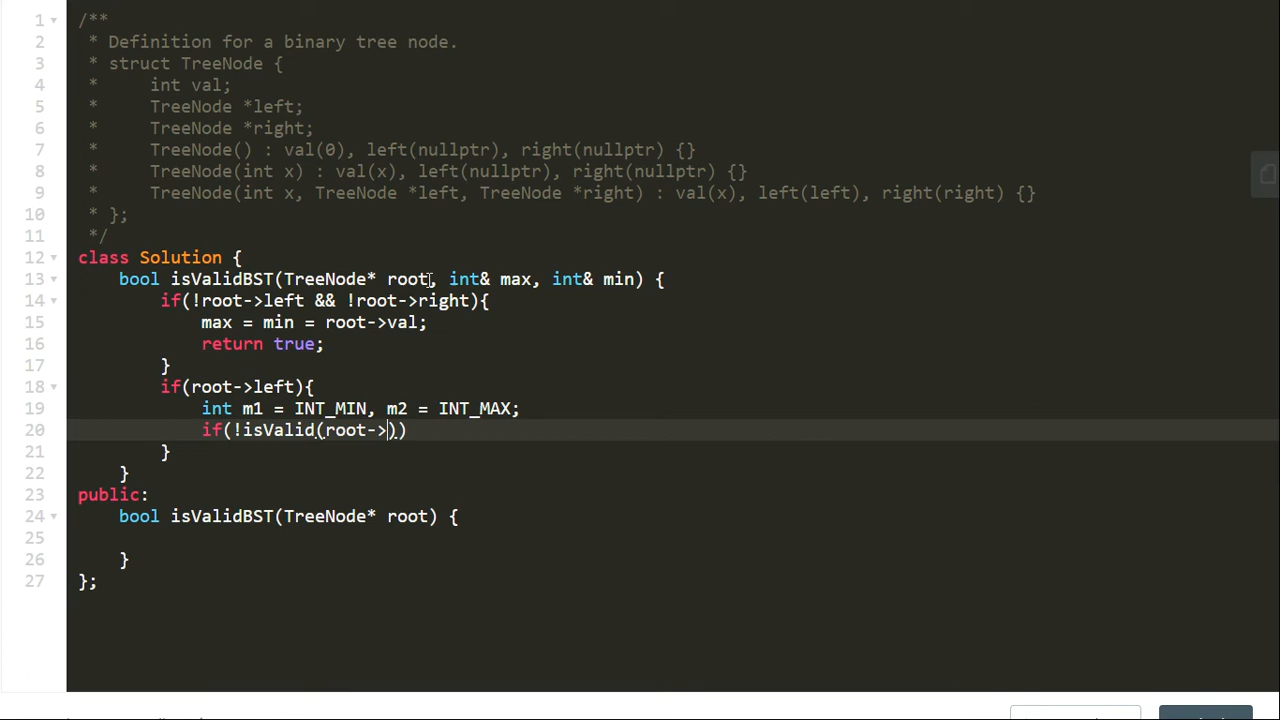 1 /**
2 * Definition for a binary tree node.
3 * struct TreeNode {
4 *     int val;
5 *     TreeNode *left;
6 *     TreeNode *right;
7 *     TreeNode() : val(0), left(nullptr), right(nullptr) {}
8 *     TreeNode(int x) : val(x), left(nullptr), right(nullptr) {}
9 *     TreeNode(int x, TreeNode *left, TreeNode *right) : val(x), left(left), right(right) {}
10 * };
11 */
12 class Solution {
13     bool isValidBST(TreeNode* root, int& max, int& min) {
14         if(!root->left && !root->right){
15             max = min = root->val;
16             return true;
17         }
18         if(root->left){
19             int m1 = INT_MIN, m2 = INT_MAX;
20             if(!isValid(root->))
21         }
22     }
23 public:
24     bool isValidBST(TreeNode* root) {
25
26     }
27 };